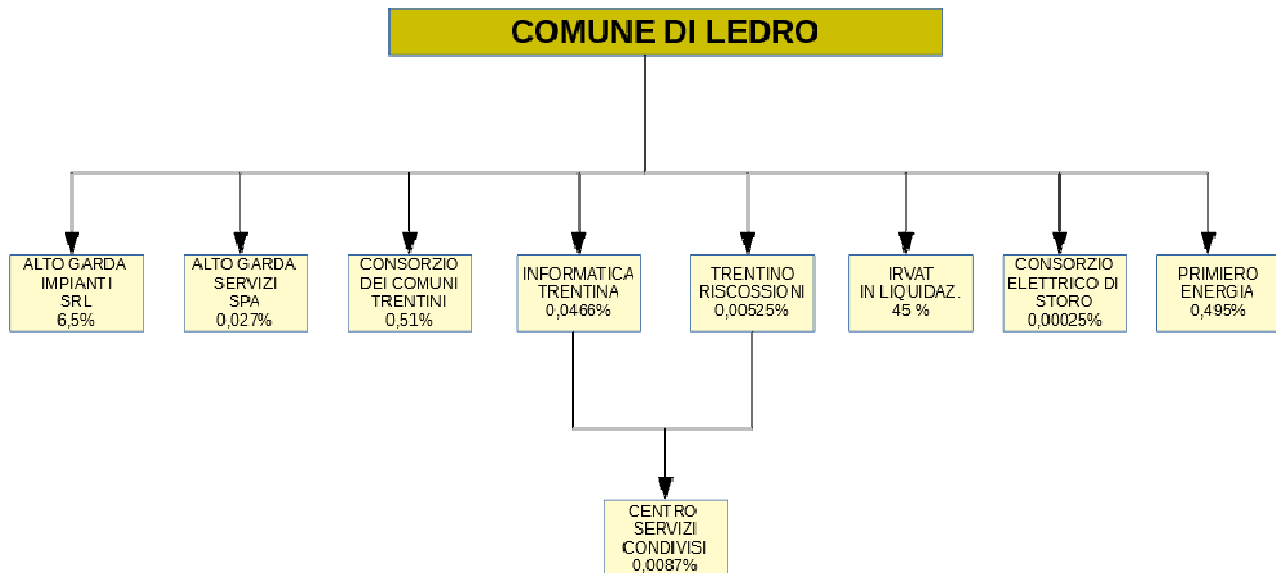 COMUNE DI LEDRO
ALTO GARDA
IMPIANTI
SRL
6,5%
ALTO GARDA
SERVIZI
SPA
0,027%
CONSORZIO
DEI COMUNI
TRENTINI
0,51%
INFORMATICA
TRENTINA
0,0466%
TRENTINO
RISCOSSIONI
0,00525%
IRVAT
IN LIQUIDAZ.
45 %
CONSORZIO
ELETTRICO DI
STORO
0,00025%
PRIMIERO
ENERGIA
0,495%
CENTRO
SERVIZI
CONDIVISI
0,0087%